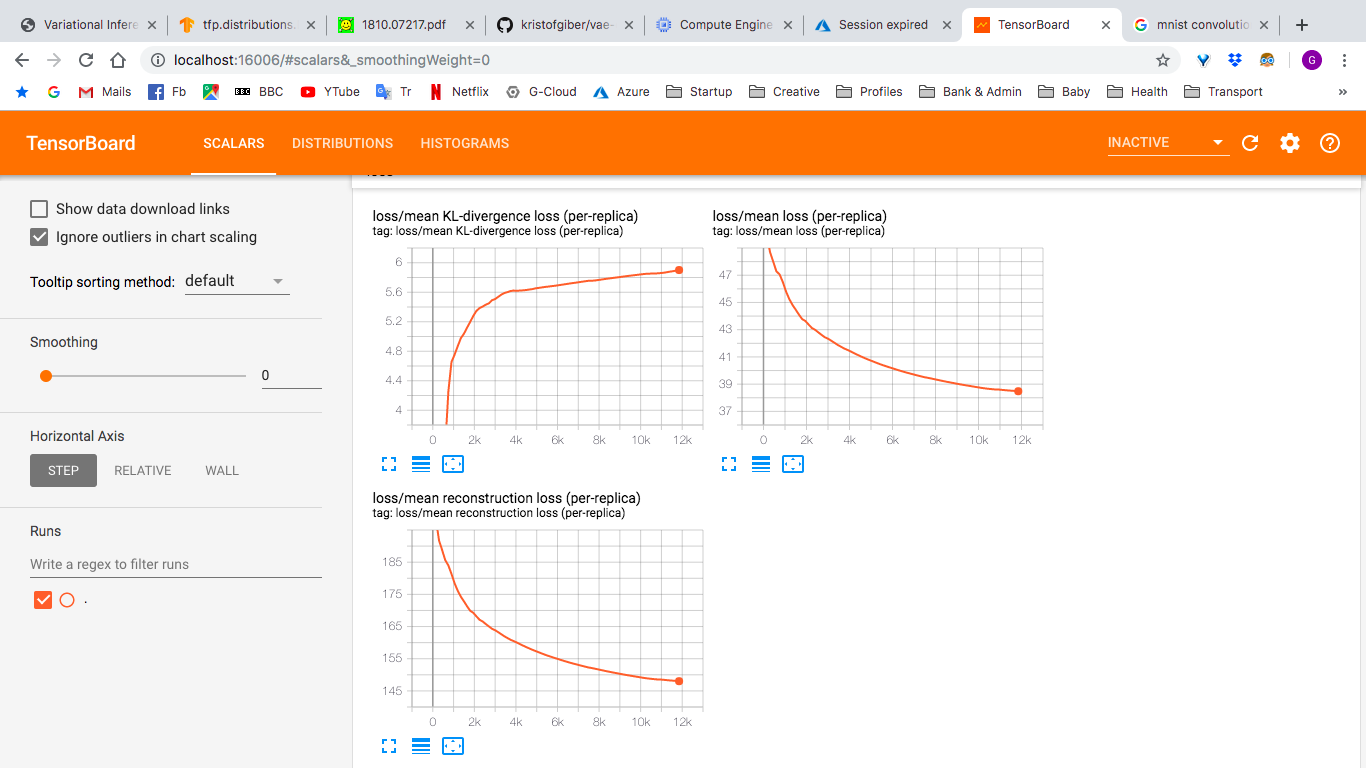 Variational Infere
tfp.distributions.
1810.07217.pdf
kristofgiber/vae-
Compute Engine
Session expired
TensorBoard
mnist convolutio
localhost:16006/#scalars&_smoothingWeight=0
G
Mails
Fb
BBC
BBC
YTube
Tr
Netflix
G-Cloud
Azure
Startup
Creative
Profiles
Bank & Admin
Baby
Health
Transport
»
TensorBoard
SCALARS
DISTRIBUTIONS
HISTOGRAMS
INACTIVE
Show data download links
Ignore outliers in chart scaling
Tooltip sorting method: default
Smoothing
0
Horizontal Axis
STEP
RELATIVE
WALL
Runs
Write a regex to filter runs
.
loss/mean KL-divergence loss (per-replica)
tag: loss/mean KL-divergence loss (per-replica)
6
5.6
5.2
4.8
4.4
4
0 2k 4k 6k 8k 10k 12k
loss/mean loss (per-replica)
tag: loss/mean loss (per-replica)
47
45
43
41
39
37
0 2k 4k 6k 8k 10k 12k
loss/mean reconstruction loss (per-replica)
tag: loss/mean reconstruction loss (per-replica)
185
175
165
155
145
0 2k 4k 6k 8k 10k 12k